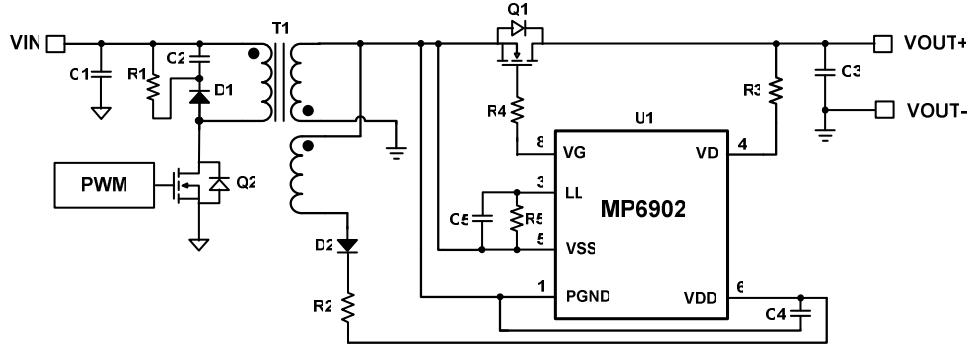 Q1
T1
VIN
VOUT+
C2
C1
R1
D1
C3
R3
R4
VOUT-
U1
8
VG
VD
4
PWM
Q2
3
LL
MP6902
C5
R5
5
VSS
D2
1
PGND
VDD
6
R2
C4